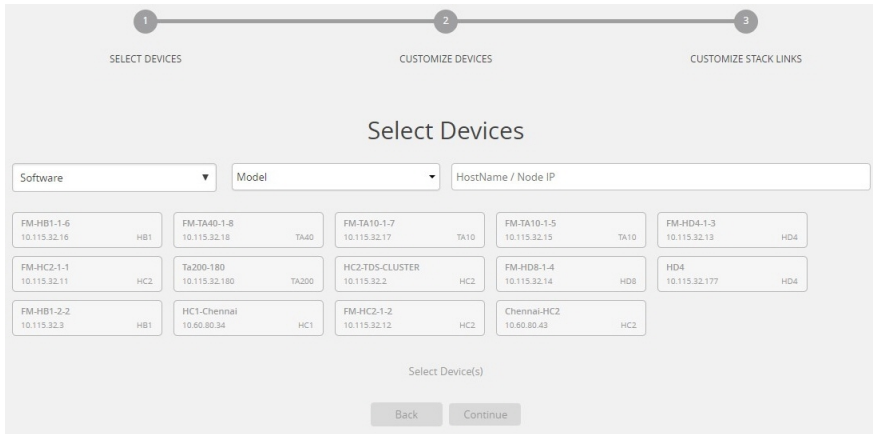 1 2 3
SELECT DEVICES CUSTOMIZE DEVICES CUSTOMIZE STACK LINKS
Select Devices
Software Model HostName / Node IP
FM-HB1-1-6 FM-TA40-1-8 FM-TA10-1-7 FM-TA10-1-5 FM-HD4-1-3
10.115.32.16 HB1 10.115.32.18 TA40 10.115.32.17 TA10 10.115.32.15 TA10 10.115.32.13 HD4
FM-HC2-1-1 Ta200-180 HC2-TDS-CLUSTER FM-HD8-1-4 HD4
10.115.32.11 HC2 10.115.32.180 TA200 10.115.32.2 HC2 10.115.32.14 HD8 10.115.32.177 HD4
FM-HB1-2-2 HC1-Chennai FM-HC2-1-2 Chennai-HC2
10.115.32.3 HB1 10.60.80.34 HC1 10.115.32.12 HC2 10.60.80.43 HC2
Select Device(s)
Back Continue